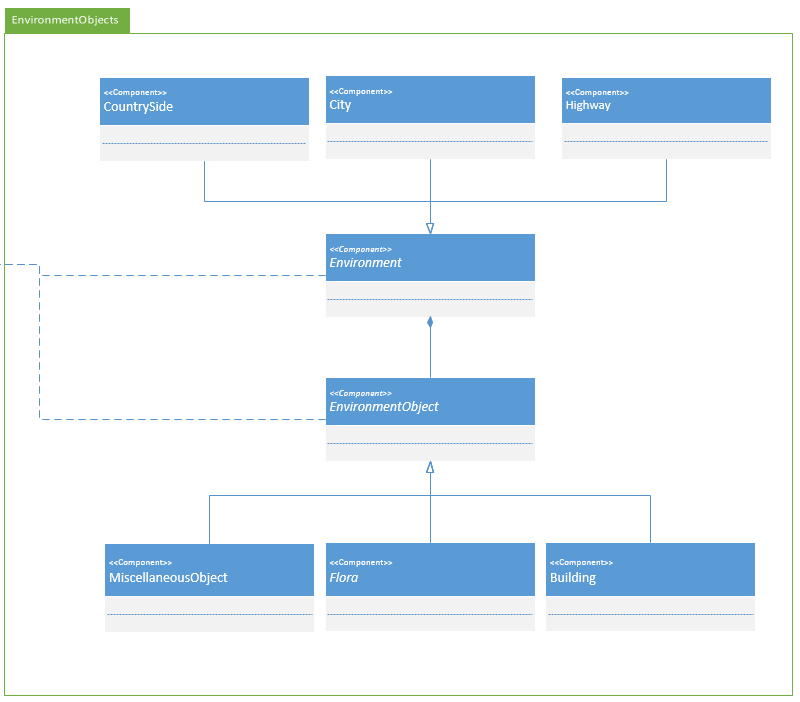 EnvironmentObjects
<<Component>>
CountrySide
<<Component>>
City
<<Component>>
Highway
<<Component>>
Environment
<<Component>>
EnvironmentObject
<<Component>>
MiscellaneousObject
<<Component>>
Flora
<<Component>>
Building